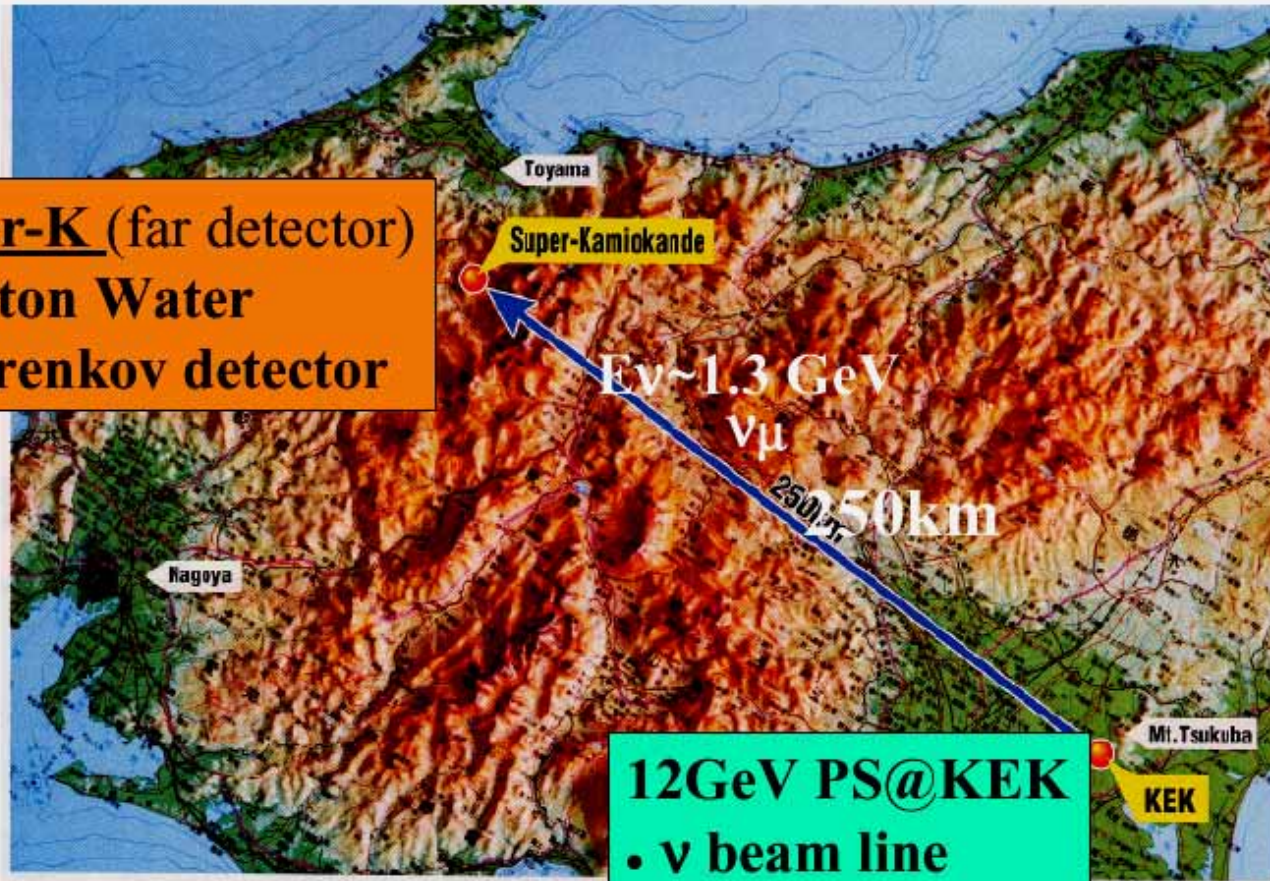 Toyama
r-K (far detector)
ton Water
renkov detector
Super-Kamiokande
Eν~1.3 GeV
νμ
250km
Nagoya
Mt.Tsukuba
KEK
12GeV PS@KEK
• ν beam line